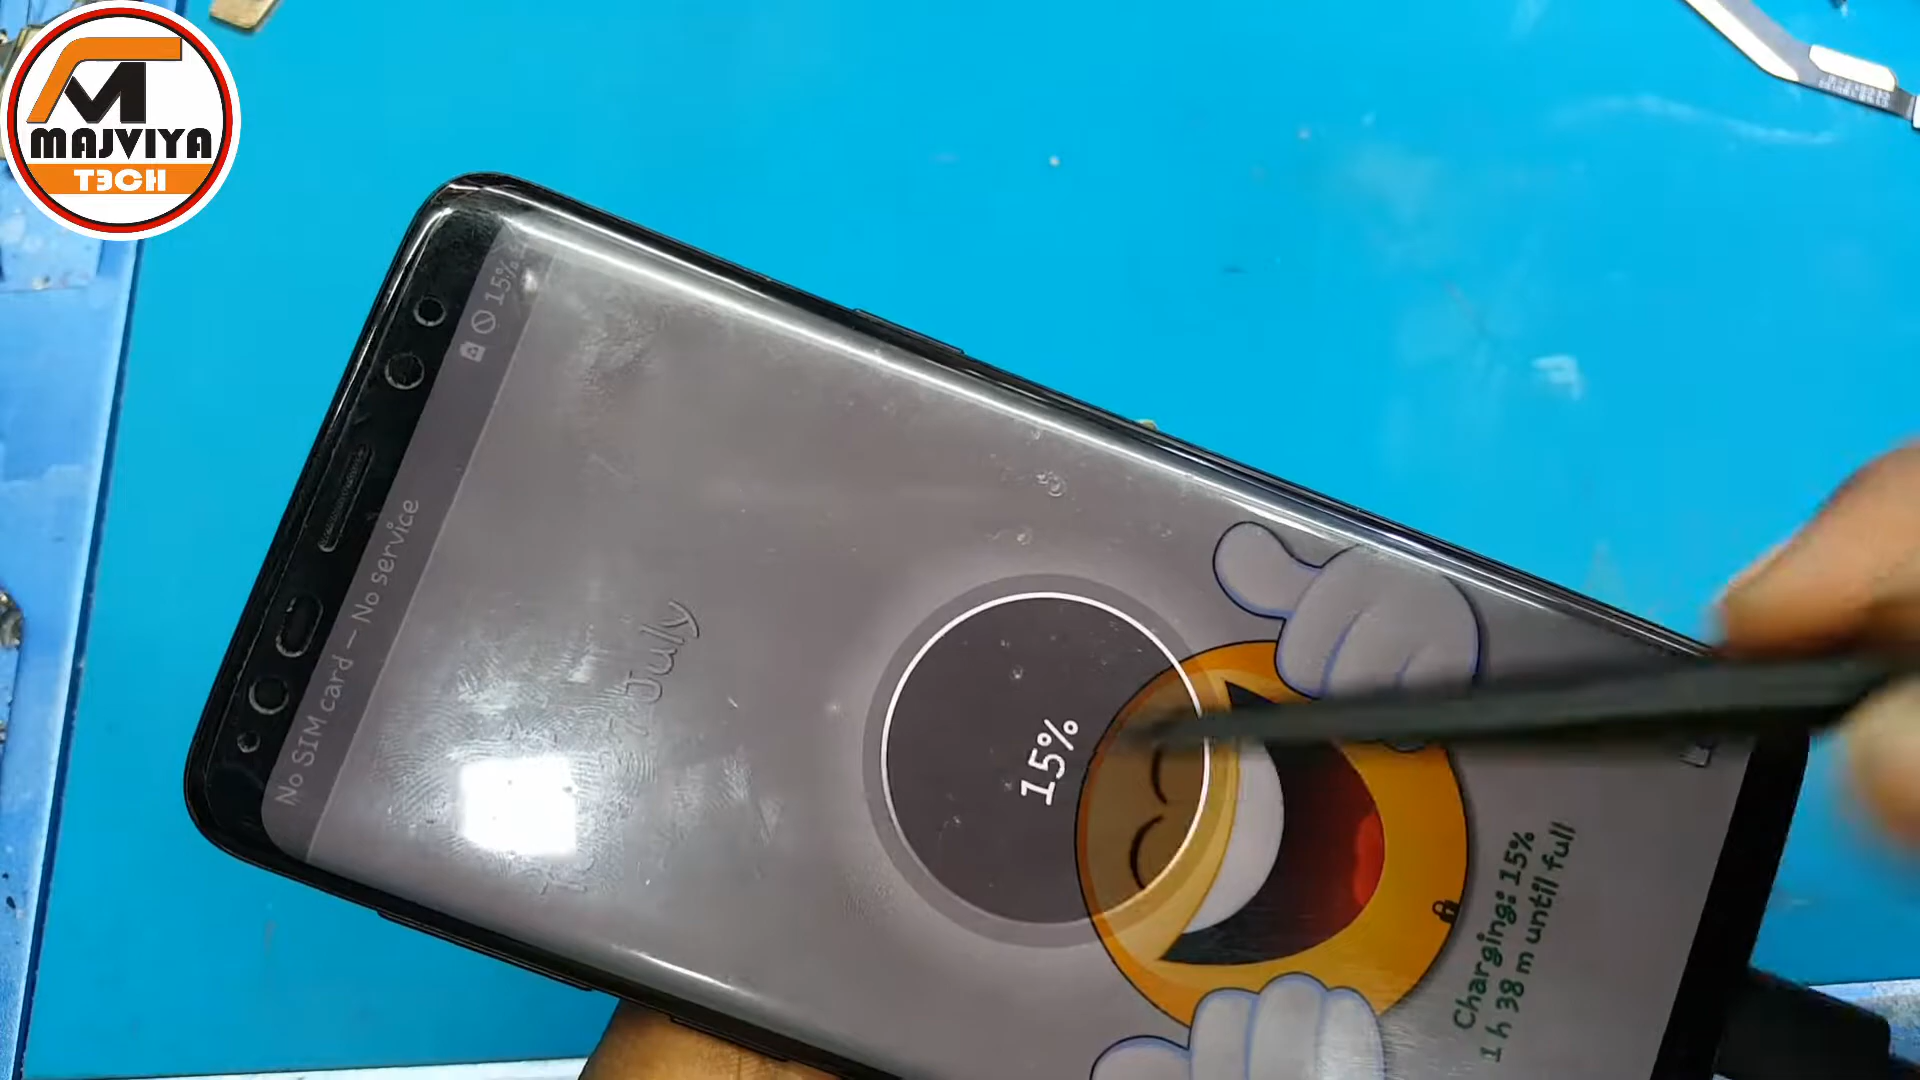 MAJVIYA
T3CH
No SIM card – No service
15%
July
15%
Charging: 15%
1 h 38 m until full